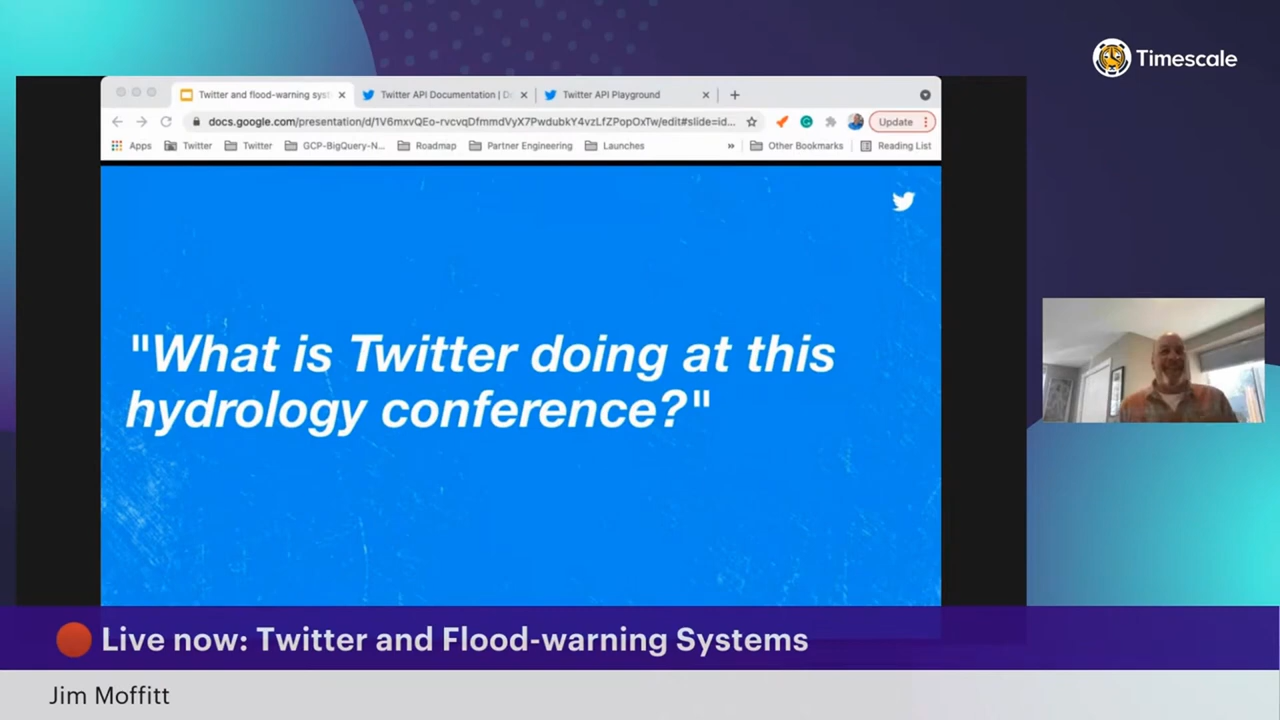 Timescale
Twitter and flood-warning syst
Twitter API Documentation | D
Twitter API Playground
docs.google.com/presentation/d/1V6mxvQEo-rvcvqDfmmdVyX7PwdubkY4vzLfZPopOxTw/edit#slide=id...
Update
Apps
Twitter
Twitter
GCP-BigQuery-N...
Roadmap
Partner Engineering
Launches
»
Other Bookmarks
Reading List
"What is Twitter doing at this
hydrology conference?"
Live now: Twitter and Flood-warning Systems
Jim Moffitt